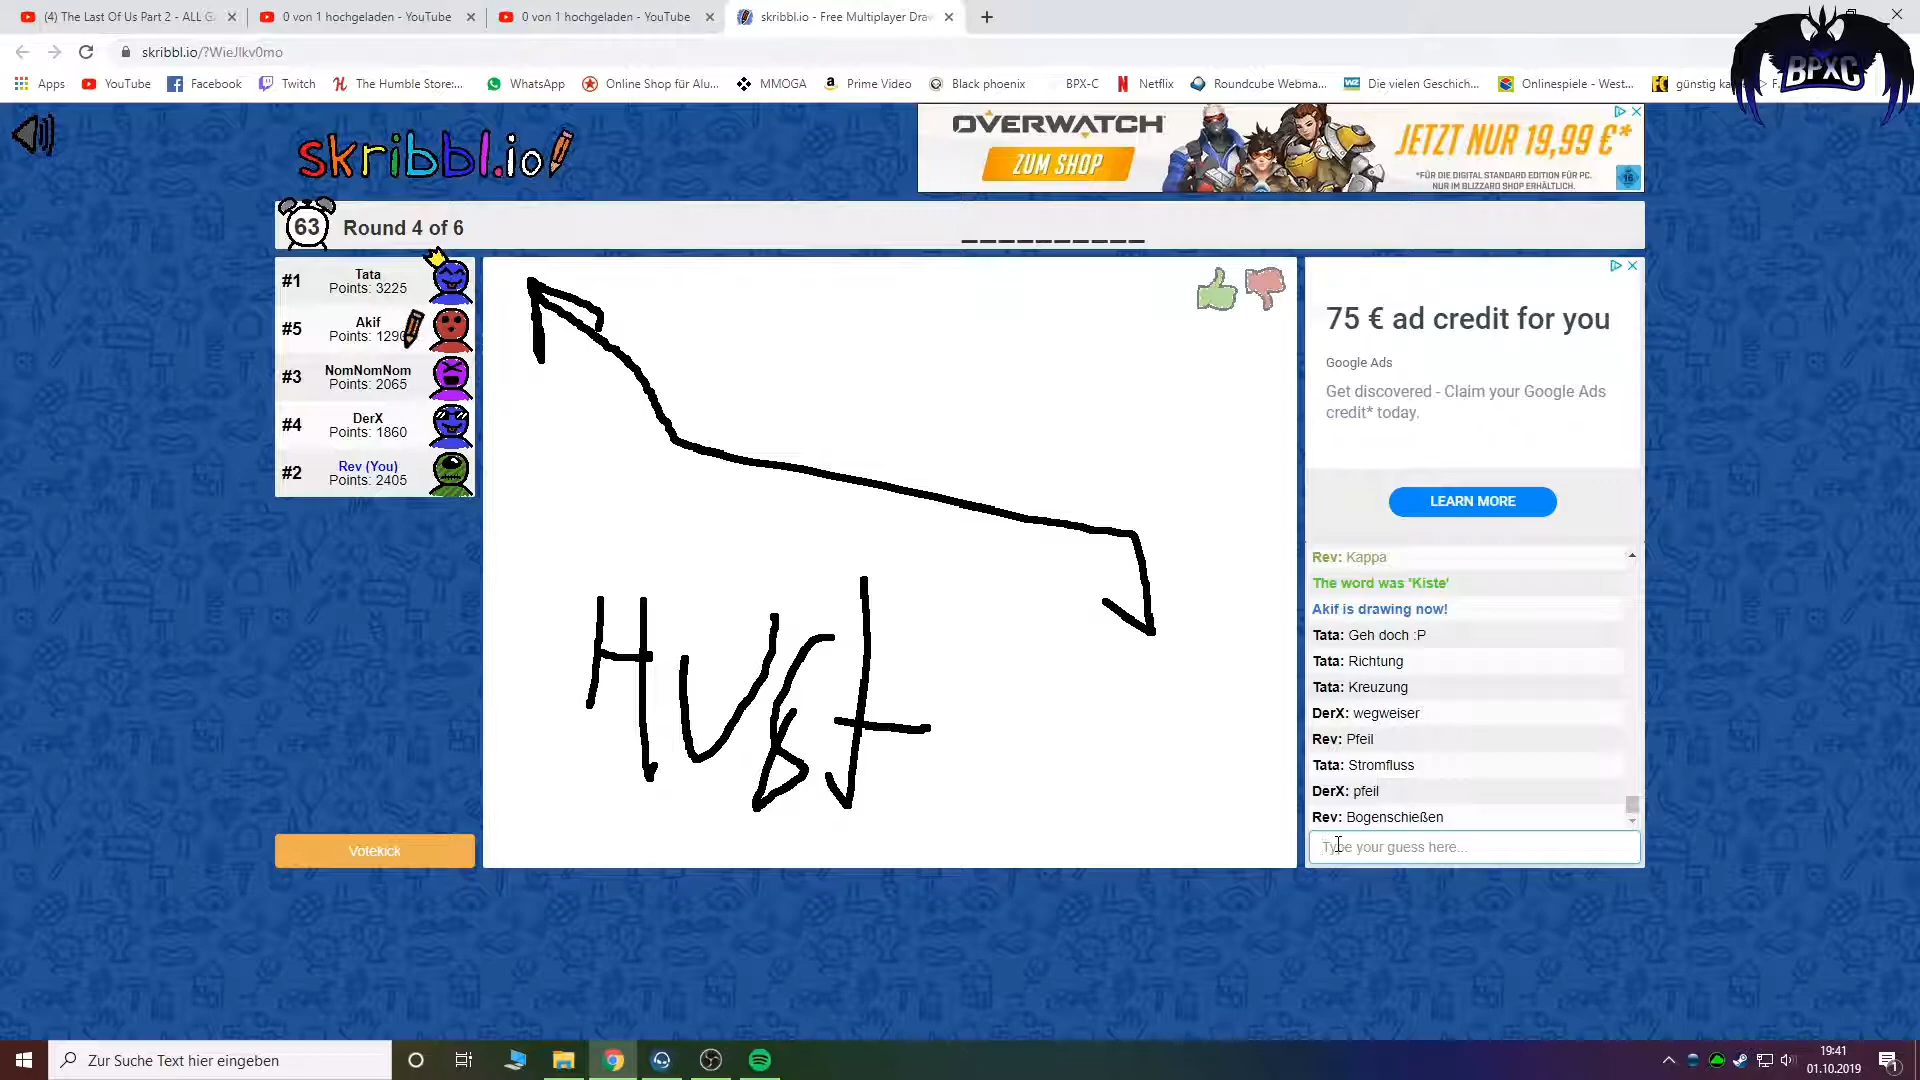 (4) The Last Of Us Part 2 - ALL G
0 von 1 hochgeladen - YouTube
0 von 1 hochgeladen - YouTube
skribbl.io - Free Multiplayer Draw
skribbl.io/?WieJlkv0mo
Apps
YouTube
Facebook
Twitch
The Humble Store:...
WhatsApp
Online Shop für Alu...
MMOGA
Prime Video
Black phoenix
BPX-C
Netflix
Roundcube Webma...
Die vielen Geschich...
Onlinespiele - West...
günstig ka
BPXC
skribbl.io
OVERWATCH
ZUM SHOP
JETZT NUR 19,99 €*
*FÜR DIE DIGITAL STANDARD EDITION FÜR PC.
NUR IM BLIZZARD SHOP ERHÄLTLICH.
16
63
Round 4 of 6
__________
#1
Tata
Points: 3225
#5
Akif
Points: 1290
#3
NomNomNom
Points: 2065
#4
DerX
Points: 1860
#2
Rev (You)
Points: 2405
Votekick
75 € ad credit for you
Google Ads
Get discovered - Claim your Google Ads
credit* today.
LEARN MORE
Rev: Kappa
The word was 'Kiste'
Akif is drawing now!
Tata: Geh doch :P
Tata: Richtung
Tata: Kreuzung
DerX: wegweiser
Rev: Pfeil
Tata: Stromfluss
DerX: pfeil
Rev: Bogenschießen
Type your guess here...
Zur Suche Text hier eingeben
19:41
01.10.2019
1